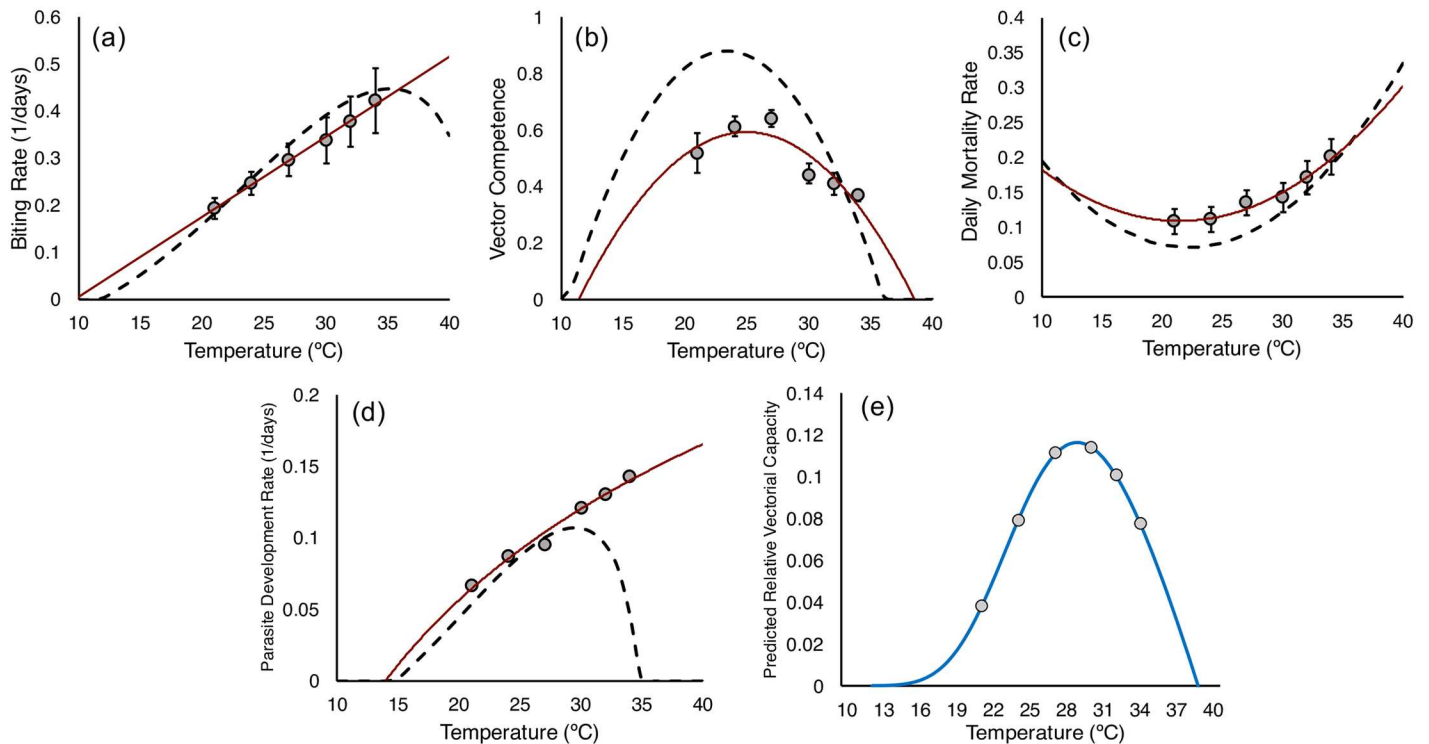 (a)
Biting Rate (1/days)
0.6
0.5
0.4
0.3
0.2
0.1
0
10 15 20 25 30 35 40
Temperature (ºC)
(b)
Vector Competence
1
0.8
0.6
0.4
0.2
0
10 15 20 25 30 35 40
Temperature (ºC)
(c)
Daily Mortality Rate
0.4
0.35
0.3
0.25
0.2
0.15
0.1
0.05
0
10 15 20 25 30 35 40
Temperature (ºC)
(d)
Parasite Development Rate (1/days)
0.2
0.15
0.1
0.05
0
10 15 20 25 30 35 40
Temperature (ºC)
(e)
Predicted Relative Vectorial Capacity
0.14
0.12
0.1
0.08
0.06
0.04
0.02
0
10 13 16 19 22 25 28 31 34 37 40
Temperature (ºC)